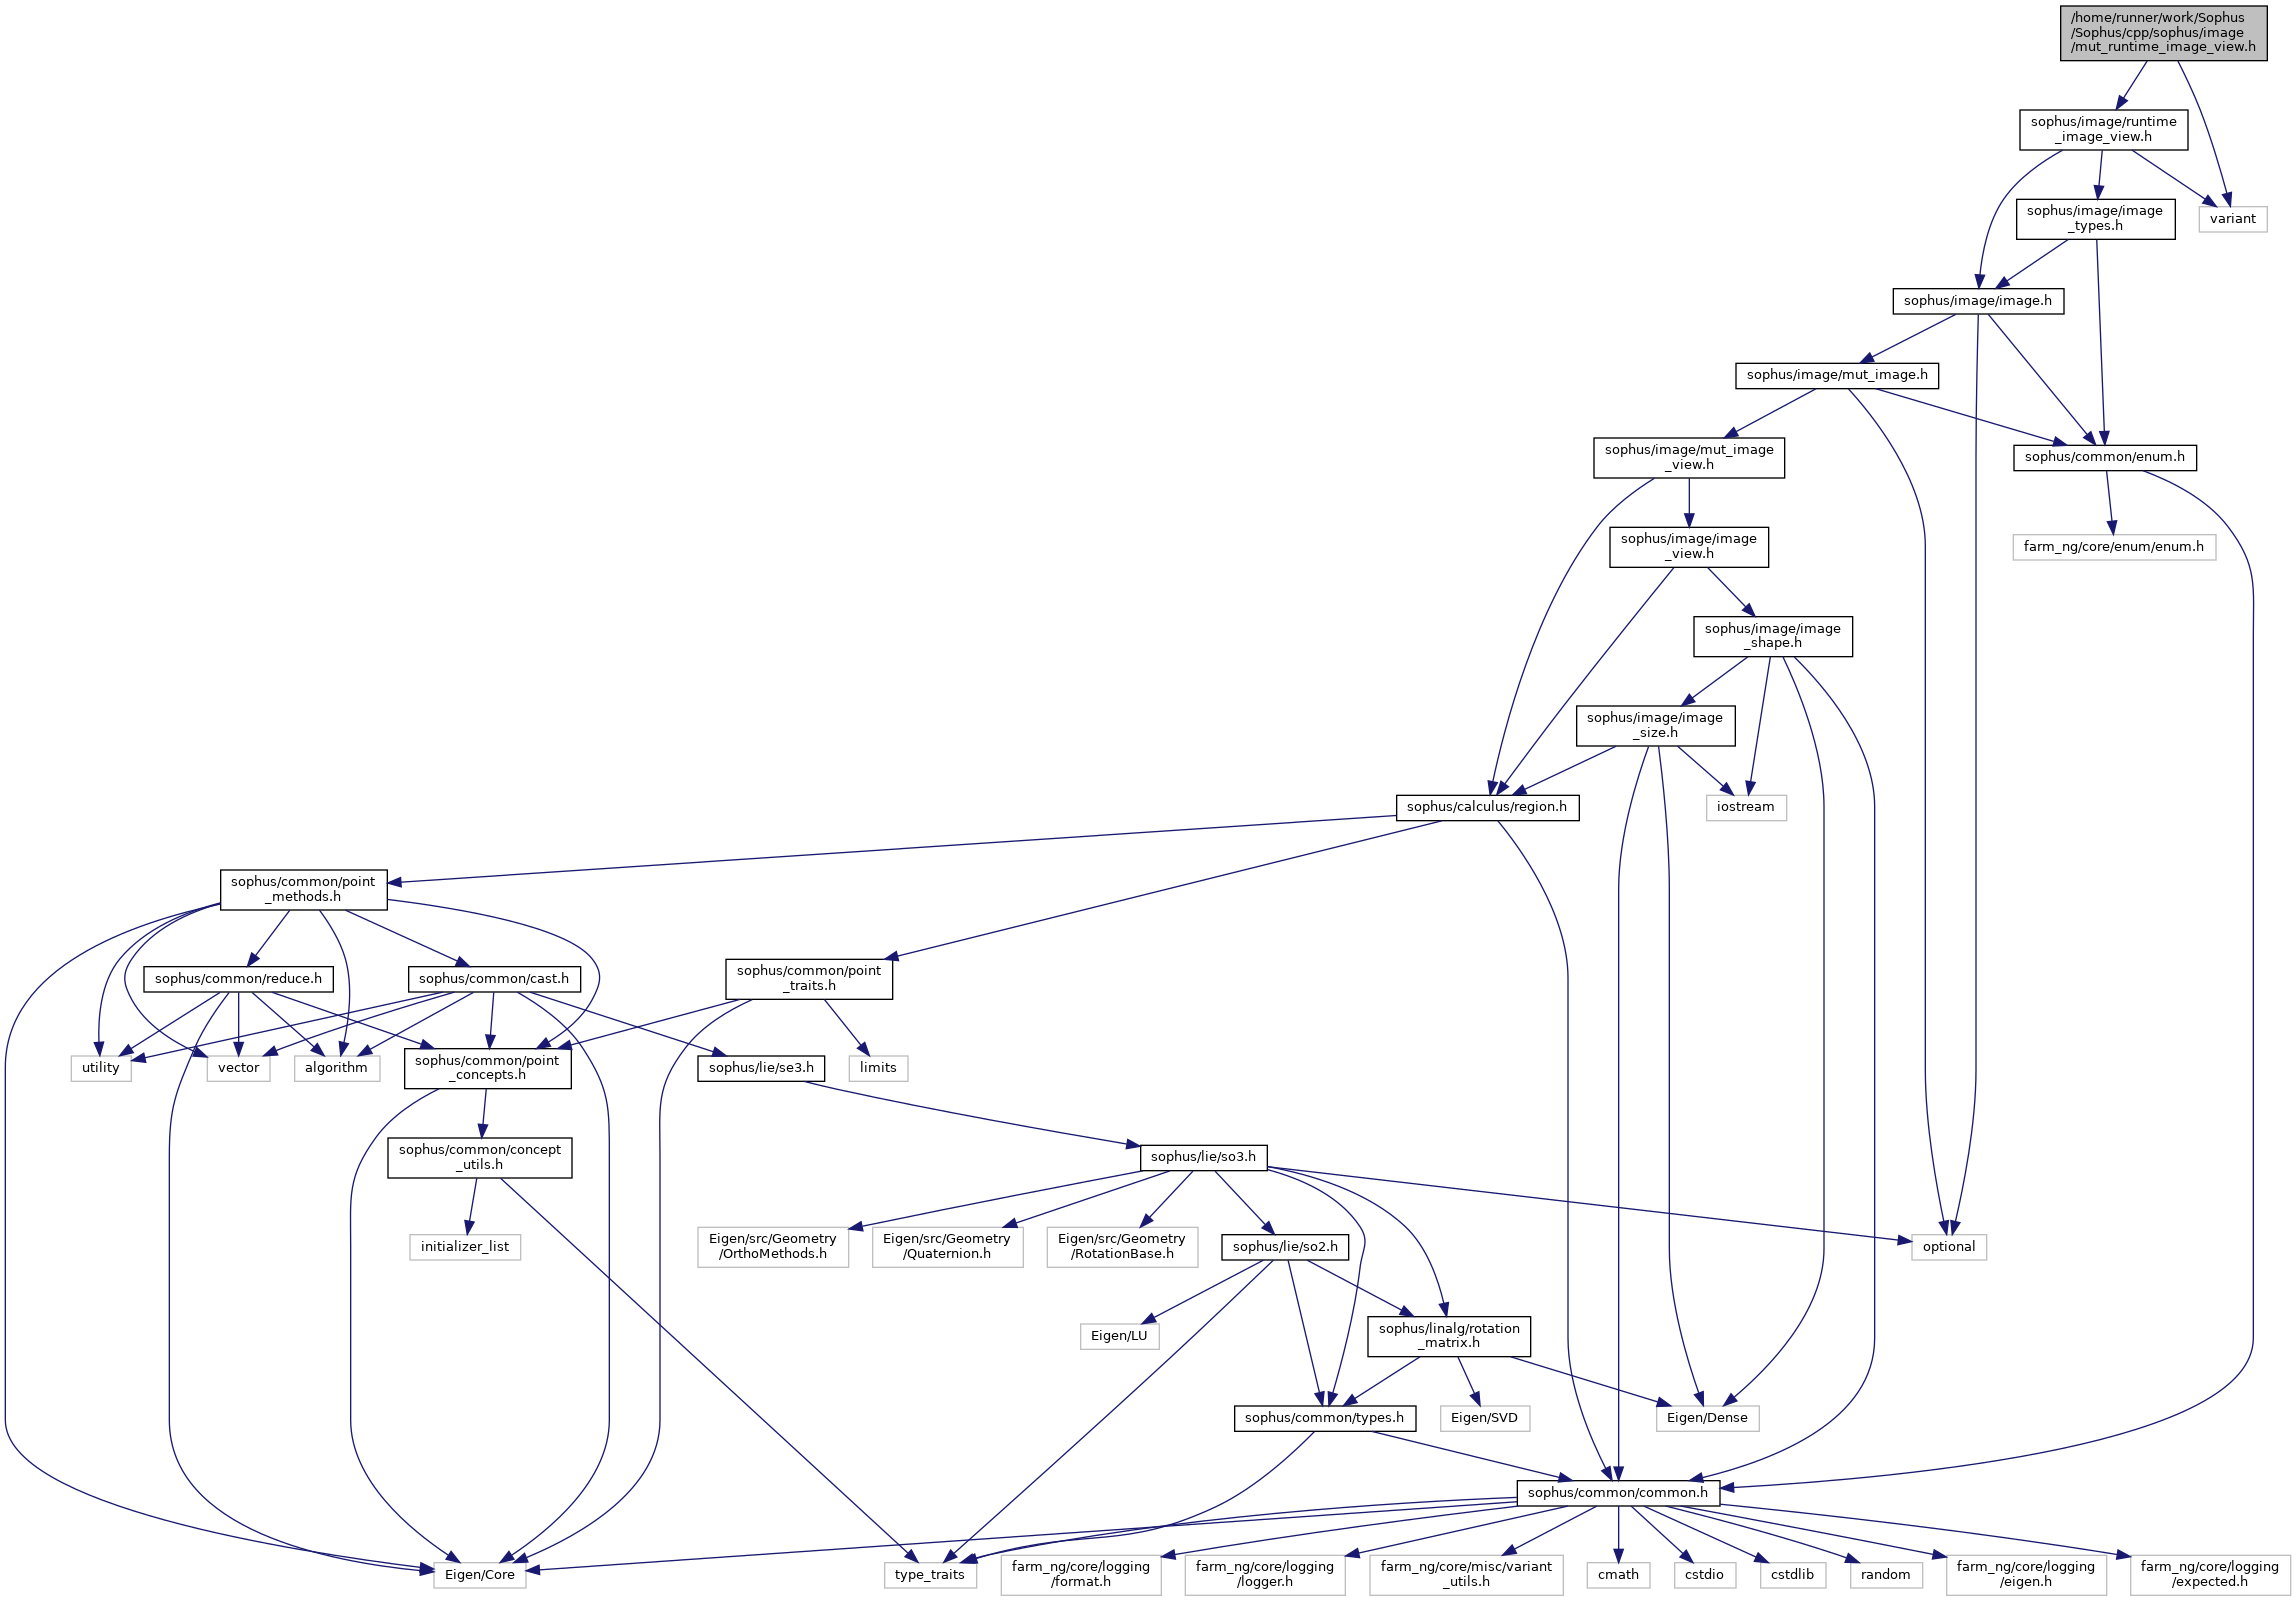 /home/runner/work/Sophus
/Sophus/cpp/sophus/image
/mut_runtime_image_view.h
sophus/image/runtime
_image_view.h
sophus/image/image
_types.h
variant
sophus/image/image.h
sophus/image/mut_image.h
sophus/image/mut_image
_view.h
sophus/common/enum.h
sophus/image/image
_view.h
farm_ng/core/enum/enum.h
sophus/image/image
_shape.h
sophus/image/image
_size.h
sophus/calculus/region.h
iostream
sophus/common/point
_methods.h
sophus/common/reduce.h
sophus/common/cast.h
sophus/common/point
_traits.h
utility
vector
algorithm
sophus/common/point
_concepts.h
sophus/lie/se3.h
limits
sophus/common/concept
_utils.h
sophus/lie/so3.h
initializer_list
Eigen/src/Geometry
/OrthoMethods.h
Eigen/src/Geometry
/Quaternion.h
Eigen/src/Geometry
/RotationBase.h
sophus/lie/so2.h
optional
Eigen/LU
sophus/linalg/rotation
_matrix.h
sophus/common/types.h
Eigen/SVD
Eigen/Dense
sophus/common/common.h
Eigen/Core
type_traits
farm_ng/core/logging
/format.h
farm_ng/core/logging
/logger.h
farm_ng/core/misc/variant
_utils.h
cmath
cstdio
cstdlib
random
farm_ng/core/logging
/eigen.h
farm_ng/core/logging
/expected.h